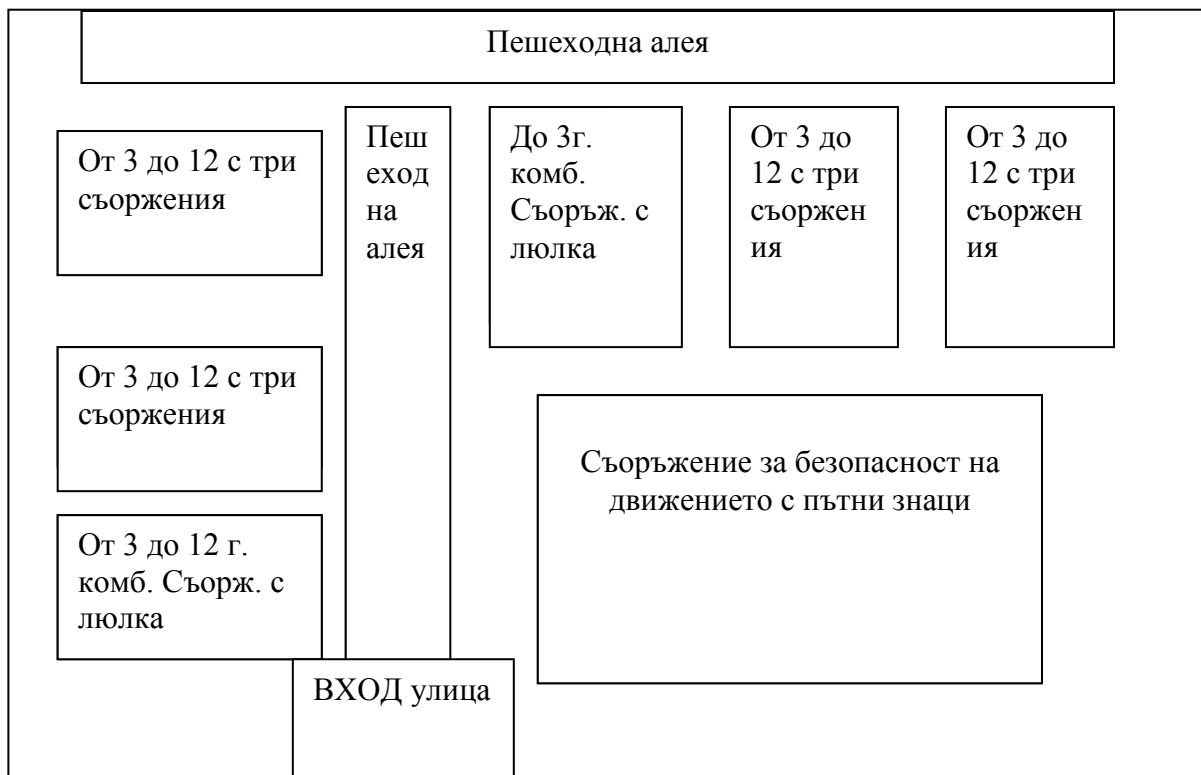 Пешеходна алея
От 3 до 12 с три
съоржения
Пеш
еход
на
алея
До 3г.
комб.
Съоръж. с
люлка
От 3 до
12 с три
съоржен
ия
От 3 до
12 с три
съоржен
ия
От 3 до 12 с три
съоржения
Съоръжение за безопасност на
движението с пътни знаци
От 3 до 12 г.
комб. Съорж. с
люлка
ВХОД улица